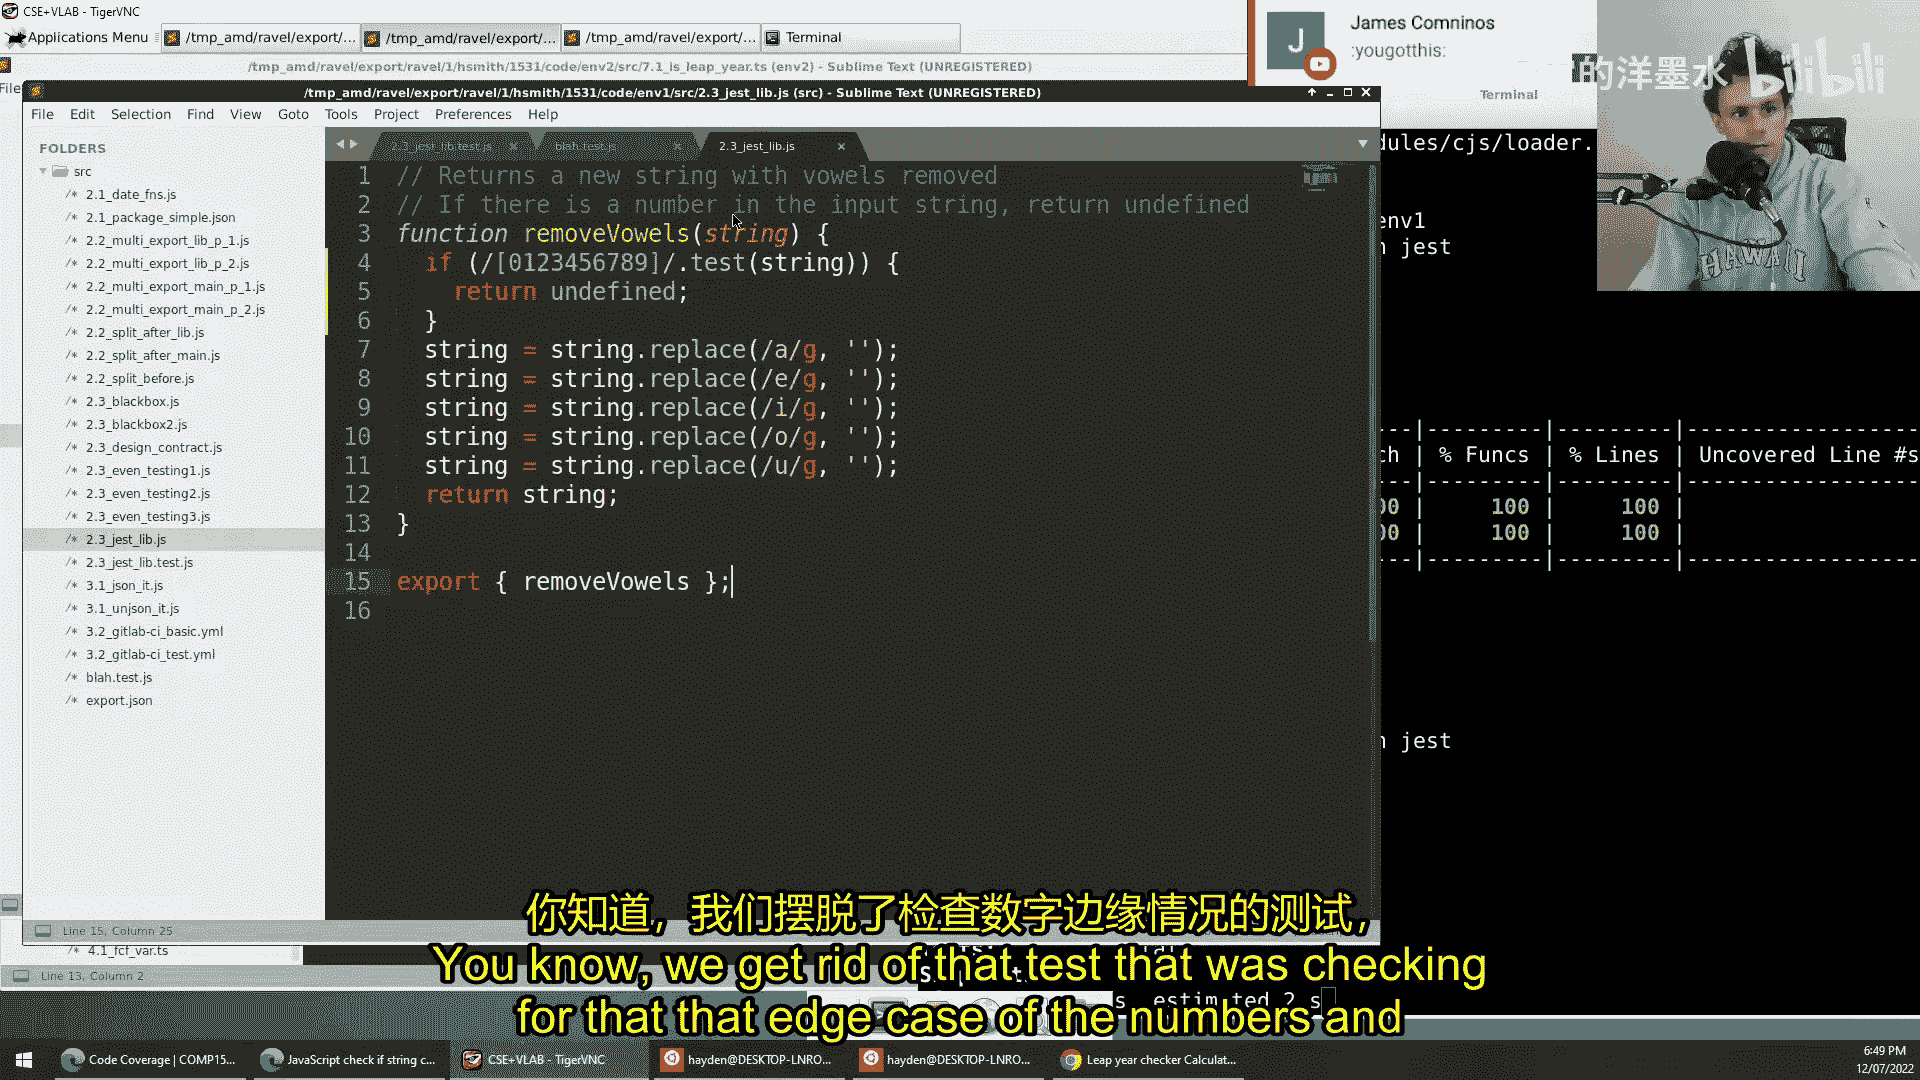 CSE+VLAB - TigerVNC
Applications Menu
/tmp_amd/ravel/export/...
/tmp_amd/ravel/export/...
/tmp_amd/ravel/export/...
Terminal
/tmp_amd/ravel/export/ravel/1/hsmith/1531/code/env2/src/7.1_is_leap_year.ts (env2) - Sublime Text (UNREGISTERED)
James Comninos
:yougotthis:
J
的洋墨水 bilibili
Terminal
/tmp_amd/ravel/export/ravel/1/hsmith/1531/code/env1/src/2.3_jest_lib.js (src) - Sublime Text (UNREGISTERED)
File Edit Selection Find View Goto Tools Project Preferences Help
FOLDERS
src
2.1_date_fns.js
2.1_package_simple.json
2.2_multi_export_lib_p_1.js
2.2_multi_export_lib_p_2.js
2.2_multi_export_main_p_1.js
2.2_multi_export_main_p_2.js
2.2_split_after_lib.js
2.2_split_after_main.js
2.2_split_before.js
2.3_blackbox.js
2.3_blackbox2.js
2.3_design_contract.js
2.3_even_testing1.js
2.3_even_testing2.js
2.3_even_testing3.js
2.3_jest_lib.js
2.3_jest_lib.test.js
3.1_json_it.js
3.1_unjson_it.js
3.2_gitlab-ci_basic.yml
3.2_gitlab-ci_test.yml
blah.test.js
export.json
2.3_jest_lib.test.js
blah.test.js
2.3_jest_lib.js
1 // Returns a new string with vowels removed
2 // If there is a number in the input string, return undefined
3 function removeVowels(string) {
4 if (/[0123456789]/.test(string)) {
5 return undefined;
6 }
7 string = string.replace(/a/g, '');
8 string = string.replace(/e/g, '');
9 string = string.replace(/i/g, '');
10 string = string.replace(/o/g, '');
11 string = string.replace(/u/g, '');
12 return string;
13 }
14
15 export { removeVowels };
16
dules/cjs/loader.
env1
n jest
ch | % Funcs | % Lines | Uncovered Line #s
00 | 100 | 100 |
00 | 100 | 100 |
n jest
HAWAII
Line 15, Column 25
4.1_fcf_var.ts
Line 13, Column 2
s, estimated 2 s
你知道，我们摆脱了检查数字边缘情况的测试，
You know, we get rid of that test that was checking
for that that edge case of the numbers and
Code Coverage | COMP15...
JavaScript check if string c...
CSE+VLAB - TigerVNC
hayden@DESKTOP-LNRO...
hayden@DESKTOP-LNRO...
Leap year checker Calculat...
6:49 PM
12/07/2022